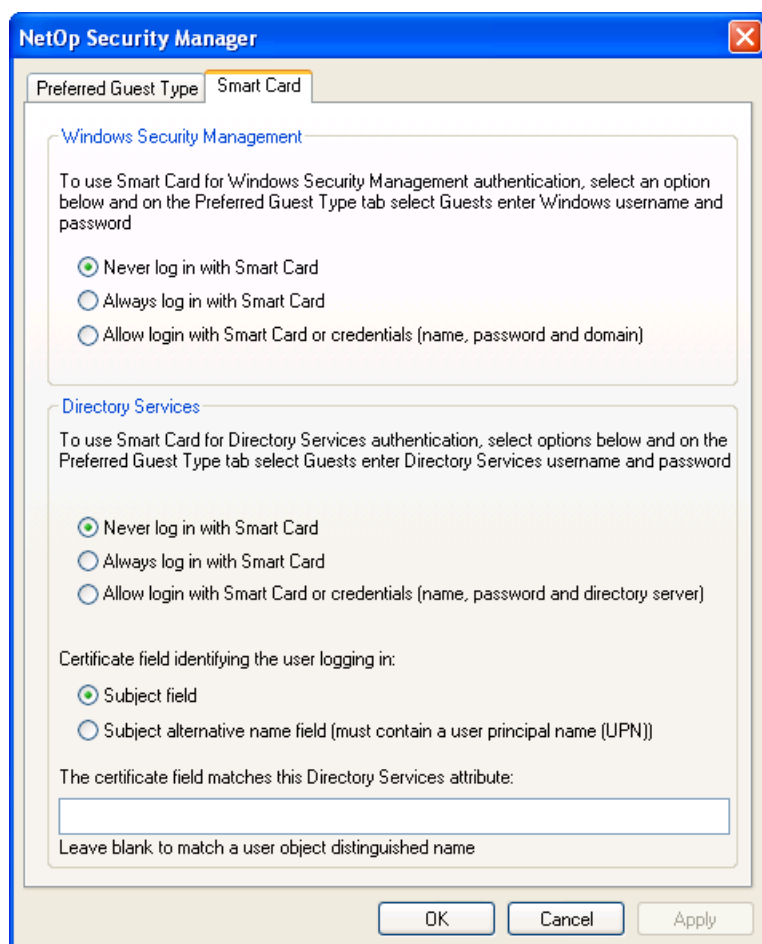 NetOp Security Manager
Preferred Guest Type
Smart Card
Windows Security Management
To use Smart Card for Windows Security Management authentication, select an option
below and on the Preferred Guest Type tab select Guests enter Windows username and
password
Never log in with Smart Card
Always log in with Smart Card
Allow login with Smart Card or credentials (name, password and domain)
Directory Services
To use Smart Card for Directory Services authentication, select options below and on the
Preferred Guest Type tab select Guests enter Directory Services username and password
Never log in with Smart Card
Always log in with Smart Card
Allow login with Smart Card or credentials (name, password and directory server)
Certificate field identifying the user logging in:
Subject field
Subject alternative name field (must contain a user principal name (UPN))
The certificate field matches this Directory Services attribute:
Leave blank to match a user object distinguished name
OK
Cancel
Apply